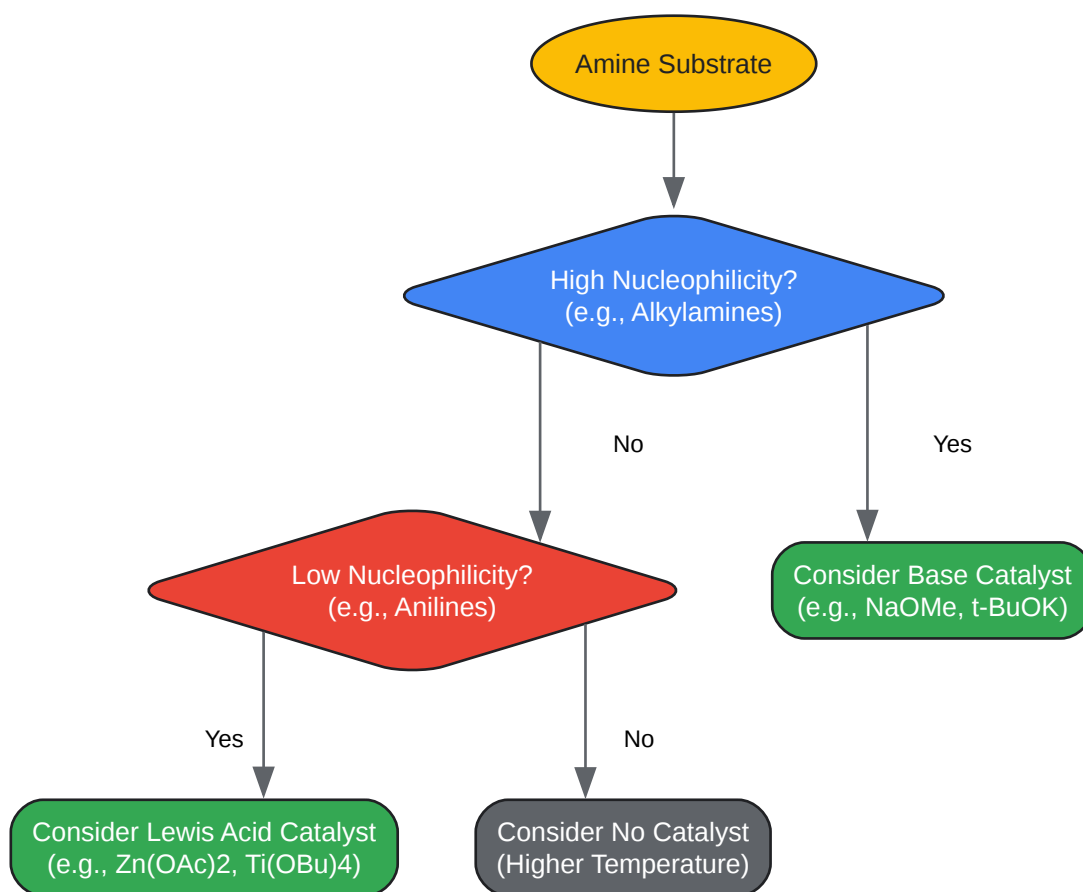 Amine Substrate
High Nucleophilicity?
(e.g., Alkylamines)
No
Yes
Low Nucleophilicity?
(e.g., Anilines)
Consider Base Catalyst
(e.g., NaOMe, t-BuOK)
Yes
No
Consider Lewis Acid Catalyst
(e.g., Zn(OAc)2, Ti(OBu)4)
Consider No Catalyst
(Higher Temperature)